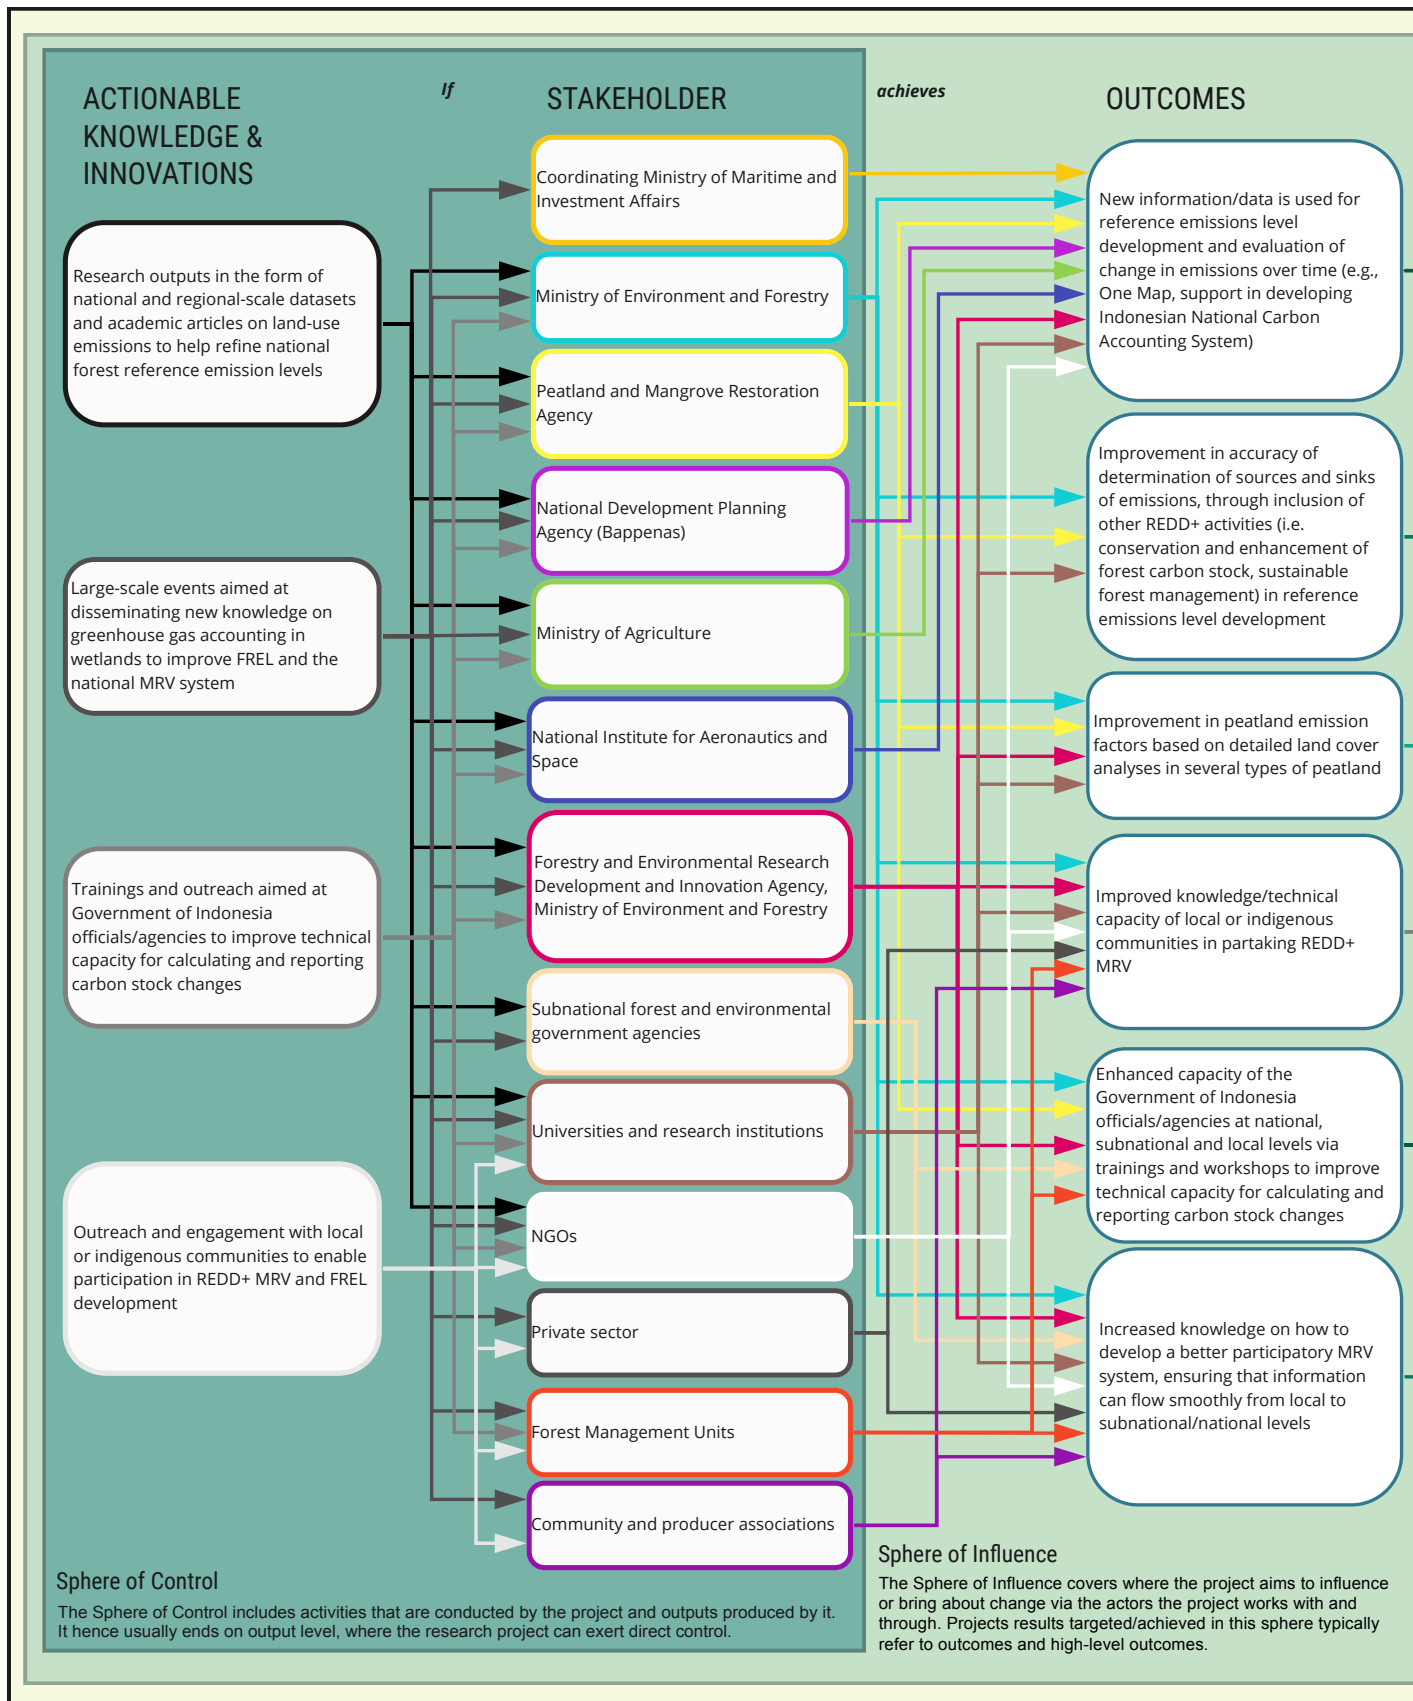 ACTIONABLE
KNOWLEDGE &
INNOVATIONS
If
STAKEHOLDER
achieves
OUTCOMES
Research outputs in the form of
national and regional-scale datasets
and academic articles on land-use
emissions to help refine national
forest reference emission levels
Large-scale events aimed at
disseminating new knowledge on
greenhouse gas accounting in
wetlands to improve FREL and the
national MRV system
Trainings and outreach aimed at
Government of Indonesia
officials/agencies to improve technical
capacity for calculating and reporting
carbon stock changes
Outreach and engagement with local
or indigenous communities to enable
participation in REDD+ MRV and FREL
development
Coordinating Ministry of Maritime and
Investment Affairs
Ministry of Environment and Forestry
Peatland and Mangrove Restoration
Agency
National Development Planning
Agency (Bappenas)
Ministry of Agriculture
National Institute for Aeronautics and
Space
Forestry and Environmental Research
Development and Innovation Agency,
Ministry of Environment and Forestry
Subnational forest and environmental
government agencies
Universities and research institutions
NGOs
Private sector
Forest Management Units
Community and producer associations
New information/data is used for
reference emissions level
development and evaluation of
change in emissions over time (e.g.,
One Map, support in developing
Indonesian National Carbon
Accounting System)
Improvement in accuracy of
determination of sources and sinks
of emissions, through inclusion of
other REDD+ activities (i.e.
conservation and enhancement of
forest carbon stock, sustainable
forest management) in reference
emissions level development
Improvement in peatland emission
factors based on detailed land cover
analyses in several types of peatland
Improved knowledge/technical
capacity of local or indigenous
communities in partaking REDD+
MRV
Enhanced capacity of the
Government of Indonesia
officials/agencies at national,
subnational and local levels via
trainings and workshops to improve
technical capacity for calculating and
reporting carbon stock changes
Increased knowledge on how to
develop a better participatory MRV
system, ensuring that information
can flow smoothly from local to
subnational/national levels
Sphere of Control
The Sphere of Control includes activities that are conducted by the project and outputs produced by it.
It hence usually ends on output level, where the research project can exert direct control.
Sphere of Influence
The Sphere of Influence covers where the project aims to influence
or bring about change via the actors the project works with and
through. Projects results targeted/achieved in this sphere typically
refer to outcomes and high-level outcomes.